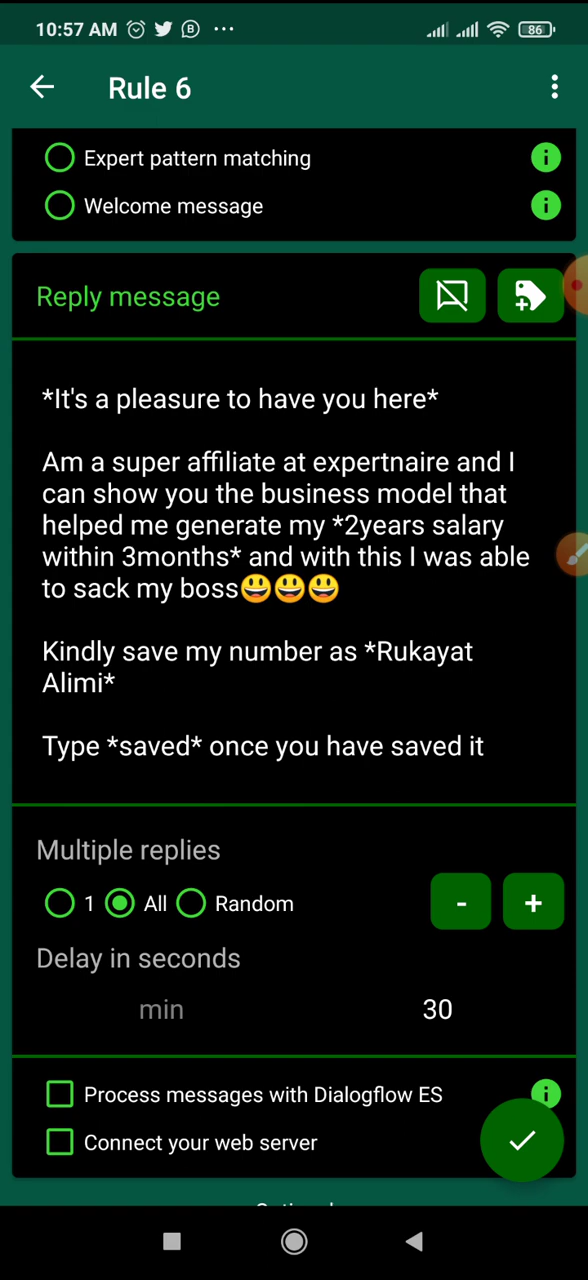 10:57 AM
86
Rule 6
Expert pattern matching
Welcome message
Reply message
*It's a pleasure to have you here*
Am a super affiliate at expertnaire and I
can show you the business model that
helped me generate my *2years salary
within 3months* and with this I was able
to sack my boss😃😃😃
Kindly save my number as *Rukayat
Alimi*
Type *saved* once you have saved it
Multiple replies
1 All Random - +
Delay in seconds
min 30
Process messages with Dialogflow ES
Connect your web server